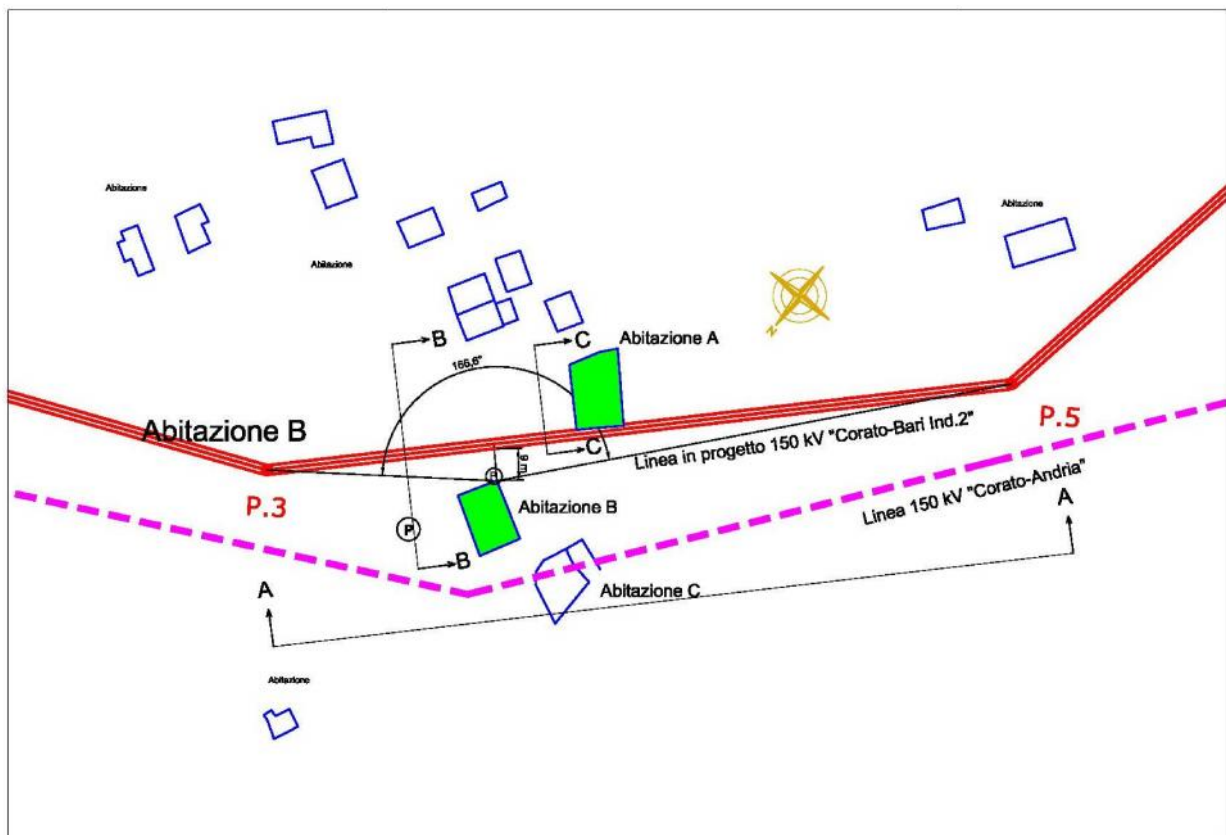 Abitazione
Abitazione
Abitazione
B
C
Abitazione A
166,6°
N
Abitazione B
C
9 m
Linea in progetto 150 kV "Corato-Bari Ind.2"
P.5
P.3
Abitazione B
P
Linea 150 kV "Corato-Andria"
A
B
A
Abitazione C
Abitazione